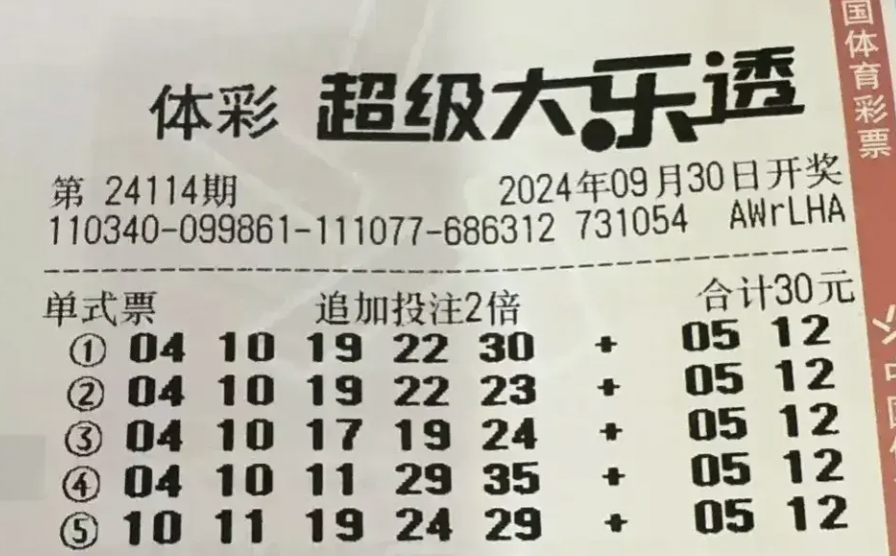 体彩 超级大乐透
第 24114期 2024年09月30日开奖
110340-099861-111077-686312 731054 AWrLHA
单式票 追加投注2倍 合计30元
① 04 10 19 22 30 + 05 12
② 04 10 19 22 23 + 05 12
③ 04 10 17 19 24 + 05 12
④ 04 10 11 29 35 + 05 12
⑤ 10 11 19 24 29 + 05 12
国体育彩票